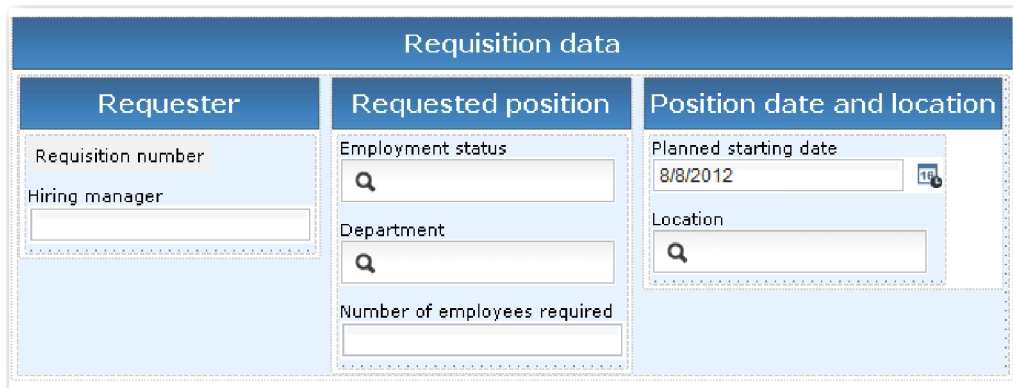 Requisition data
Requester
Requisition number
Hiring manager
Requested position
Employment status
Department
Number of employees required
Position date and location
Planned starting date
8/8/2012
16
Location